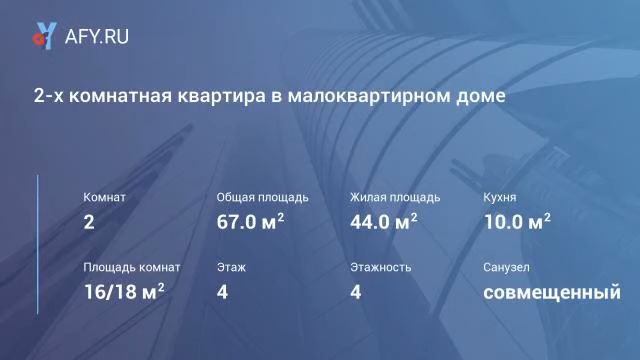 AFY.RU
2-х комнатная квартира в малоквартирном доме
Комнат
2
Общая площадь
67.0 м²
Жилая площадь
44.0 м²
Кухня
10.0 м²
Площадь комнат
16/18 м²
Этаж
4
Этажность
4
Санузел
совмещенный